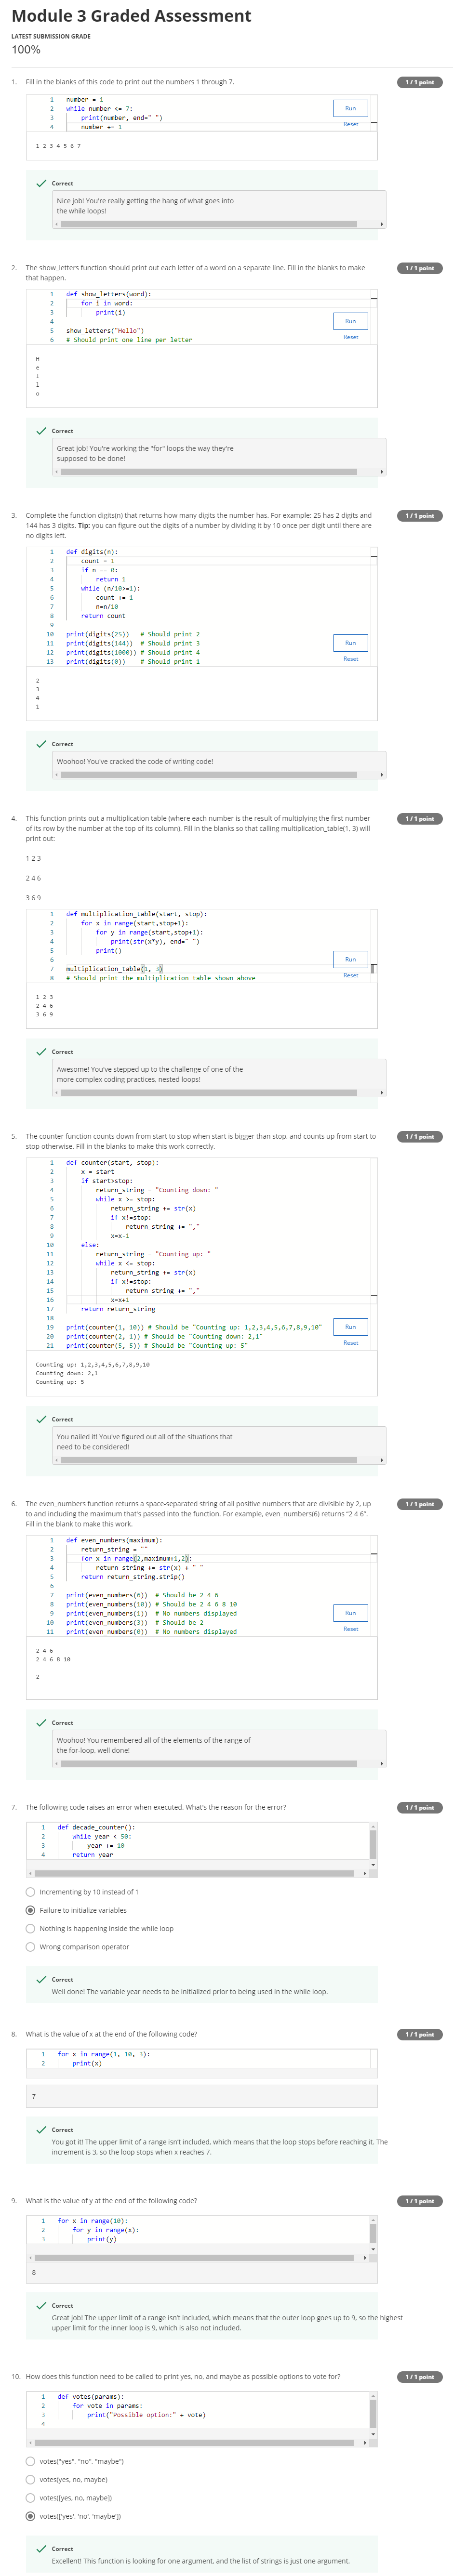 Module 3 Graded Assessment
LATEST SUBMISSION GRADE
100%
1. Fill in the blanks of this code to print out the numbers 1 through 7.
1 / 1 point
1 number = 1
2 while number <= 7:
3 print(number, end=" ")
4 number += 1
Run
Reset
1 2 3 4 5 6 7
Correct
Nice job! You're really getting the hang of what goes into
the while loops!
2. The show_letters function should print out each letter of a word on a separate line. Fill in the blanks to make
that happen.
1 / 1 point
1 def show_letters(word):
2 for i in word:
3 print(i)
4
5 show_letters("Hello")
6 # Should print one line per letter
Run
Reset
H
e
l
l
o
Correct
Great job! You're working the "for" loops the way they're
supposed to be done!
3. Complete the function digits(n) that returns how many digits the number has. For example: 25 has 2 digits and
144 has 3 digits. Tip: you can figure out the digits of a number by dividing it by 10 once per digit until there are
no digits left.
1 / 1 point
1 def digits(n):
2 count = 1
3 if n == 0:
4 return 1
5 while (n/10>=1):
6 count += 1
7 n=n/10
8 return count
9
10 print(digits(25)) # Should print 2
11 print(digits(144)) # Should print 3
12 print(digits(1000)) # Should print 4
13 print(digits(0)) # Should print 1
Run
Reset
2
3
4
1
Correct
Woohoo! You've cracked the code of writing code!
4. This function prints out a multiplication table (where each number is the result of multiplying the first number
of its row by the number at the top of its column). Fill in the blanks so that calling multiplication_table(1, 3) will
print out:
1 / 1 point
1 2 3
2 4 6
3 6 9
1 def multiplication_table(start, stop):
2 for x in range(start,stop+1):
3 for y in range(start,stop+1):
4 print(str(x*y), end=" ")
5 print()
6
7 multiplication_table(1, 3)
8 # Should print the multiplication table shown above
Run
Reset
1 2 3
2 4 6
3 6 9
Correct
Awesome! You've stepped up to the challenge of one of the
more complex coding practices, nested loops!
5. The counter function counts down from start to stop when start is bigger than stop, and counts up from start to
stop otherwise. Fill in the blanks to make this work correctly.
1 / 1 point
1 def counter(start, stop):
2 x = start
3 if start>stop:
4 return_string = "Counting down: "
5 while x >= stop:
6 return_string += str(x)
7 if x!=stop:
8 return_string += ","
9 x=x-1
10 else:
11 return_string = "Counting up: "
12 while x <= stop:
13 return_string += str(x)
14 if x!=stop:
15 return_string += ","
16 x=x+1
17 return return_string
18
19 print(counter(1, 10)) # Should be "Counting up: 1,2,3,4,5,6,7,8,9,10"
20 print(counter(2, 1)) # Should be "Counting down: 2,1"
21 print(counter(5, 5)) # Should be "Counting up: 5"
Run
Reset
Counting up: 1,2,3,4,5,6,7,8,9,10
Counting down: 2,1
Counting up: 5
Correct
You nailed it! You've figured out all of the situations that
need to be considered!
6. The even_numbers function returns a space-separated string of all positive numbers that are divisible by 2, up
to and including the maximum that's passed into the function. For example, even_numbers(6) returns "2 4 6".
Fill in the blank to make this work.
1 / 1 point
1 def even_numbers(maximum):
2 return_string = ""
3 for x in range(2,maximum+1,2):
4 return_string += str(x) + " "
5 return return_string.strip()
6
7 print(even_numbers(6)) # Should be 2 4 6
8 print(even_numbers(10)) # Should be 2 4 6 8 10
9 print(even_numbers(1)) # No numbers displayed
10 print(even_numbers(3)) # Should be 2
11 print(even_numbers(0)) # No numbers displayed
Run
Reset
2 4 6
2 4 6 8 10
2
Correct
Woohoo! You remembered all of the elements of the range of
the for-loop, well done!
7. The following code raises an error when executed. What's the reason for the error?
1 / 1 point
1 def decade_counter():
2 while year < 50:
3 year += 10
4 return year
Incrementing by 10 instead of 1
Failure to initialize variables
Nothing is happening inside the while loop
Wrong comparison operator
Correct
Well done! The variable year needs to be initialized prior to being used in the while loop.
8. What is the value of x at the end of the following code?
1 / 1 point
1 for x in range(1, 10, 3):
2 print(x)
7
Correct
You got it! The upper limit of a range isn't included, which means that the loop stops before reaching it. The
increment is 3, so the loop stops when x reaches 7.
9. What is the value of y at the end of the following code?
1 / 1 point
1 for x in range(10):
2 for y in range(x):
3 print(y)
8
Correct
Great job! The upper limit of a range isn't included, which means that the outer loop goes up to 9, so the highest
upper limit for the inner loop is 9, which is also not included.
10. How does this function need to be called to print yes, no, and maybe as possible options to vote for?
1 / 1 point
1 def votes(params):
2 for vote in params:
3 print("Possible option:" + vote)
4
votes("yes", "no", "maybe")
votes(yes, no, maybe)
votes([yes, no, maybe])
votes(['yes', 'no', 'maybe'])
Correct
Excellent! This function is looking for one argument, and the list of strings is just one argument.